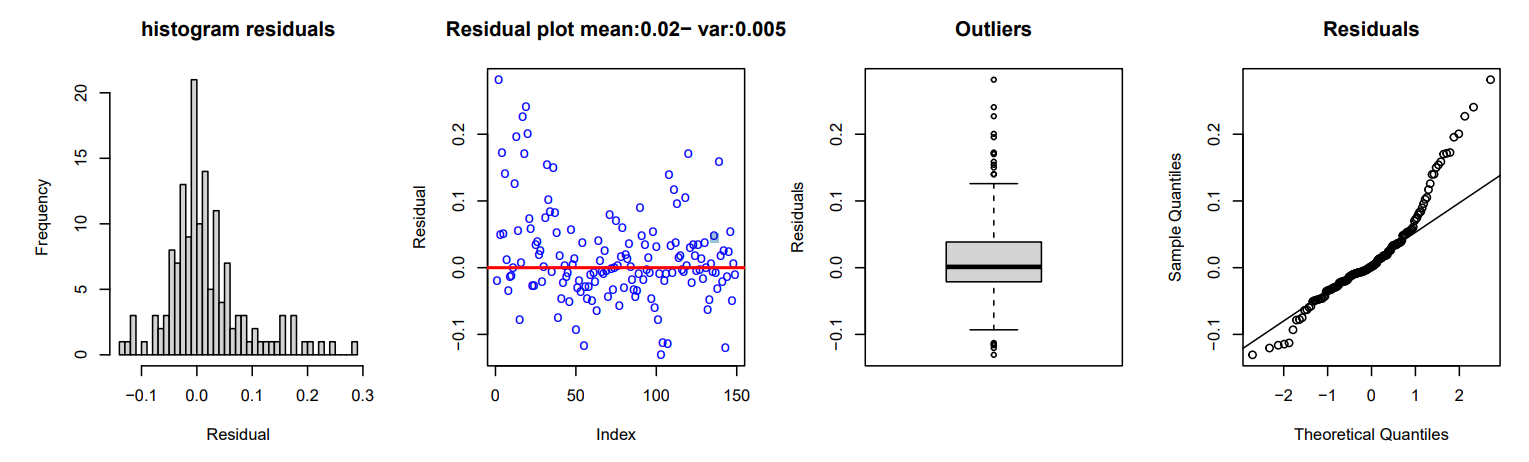 histogram residuals
Frequency
0
5
10
15
20
−0.1
0.0
0.1
0.2
0.3
Residual
Residual plot mean:0.02− var:0.005
Residual
−0.1
0.0
0.1
0.2
0
50
100
150
Index
Outliers
Residuals
−0.1
0.0
0.1
0.2
Residuals
Sample Quantiles
−0.1
0.0
0.1
0.2
−2
−1
0
1
2
Theoretical Quantiles